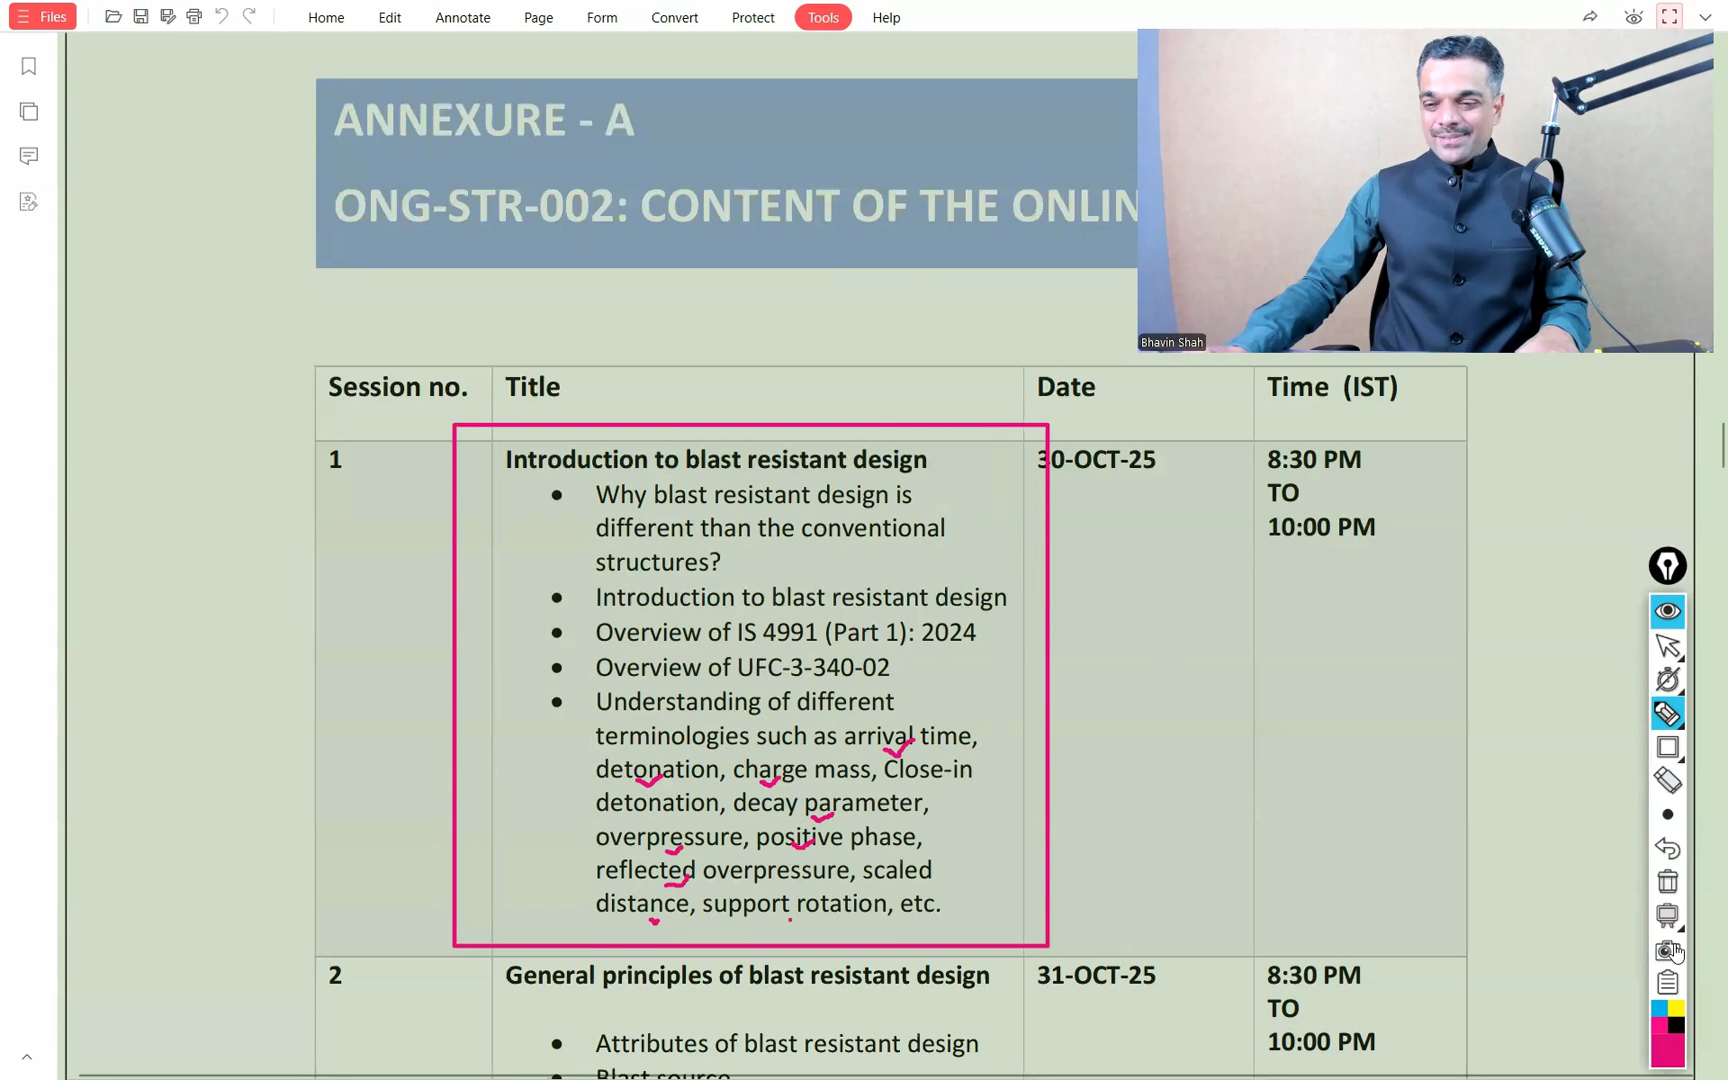 Files
Home Edit Annotate Page Form Convert Protect Tools Help
ANNEXURE - A
ONG-STR-002: CONTENT OF THE ONLIN
Bhavin Shah
SHURE
Session no. Title Date Time (IST)
1 Introduction to blast resistant design 30-OCT-25 8:30 PM
• Why blast resistant design is TO
different than the conventional 10:00 PM
structures?
• Introduction to blast resistant design
• Overview of IS 4991 (Part 1): 2024
• Overview of UFC-3-340-02
• Understanding of different
terminologies such as arrival time,
detonation, charge mass, Close-in
detonation, decay parameter,
overpressure, positive phase,
reflected overpressure, scaled
distance, support rotation, etc.
2 General principles of blast resistant design 31-OCT-25 8:30 PM
TO
• Attributes of blast resistant design 10:00 PM
• Blast source